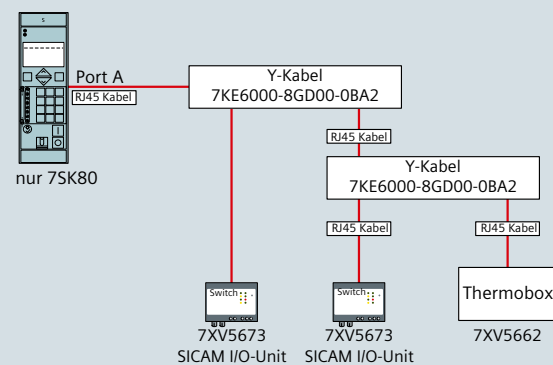 S
Port A
RJ45 Kabel
nur 7SK80
Y-Kabel
7KE6000-8GD00-0BA2
RJ45 Kabel
Y-Kabel
7KE6000-8GD00-0BA2
RJ45 Kabel
RJ45 Kabel
Switch
Switch
Thermobox
7XV5673
SICAM I/O-Unit
7XV5673
SICAM I/O-Unit
7XV5662